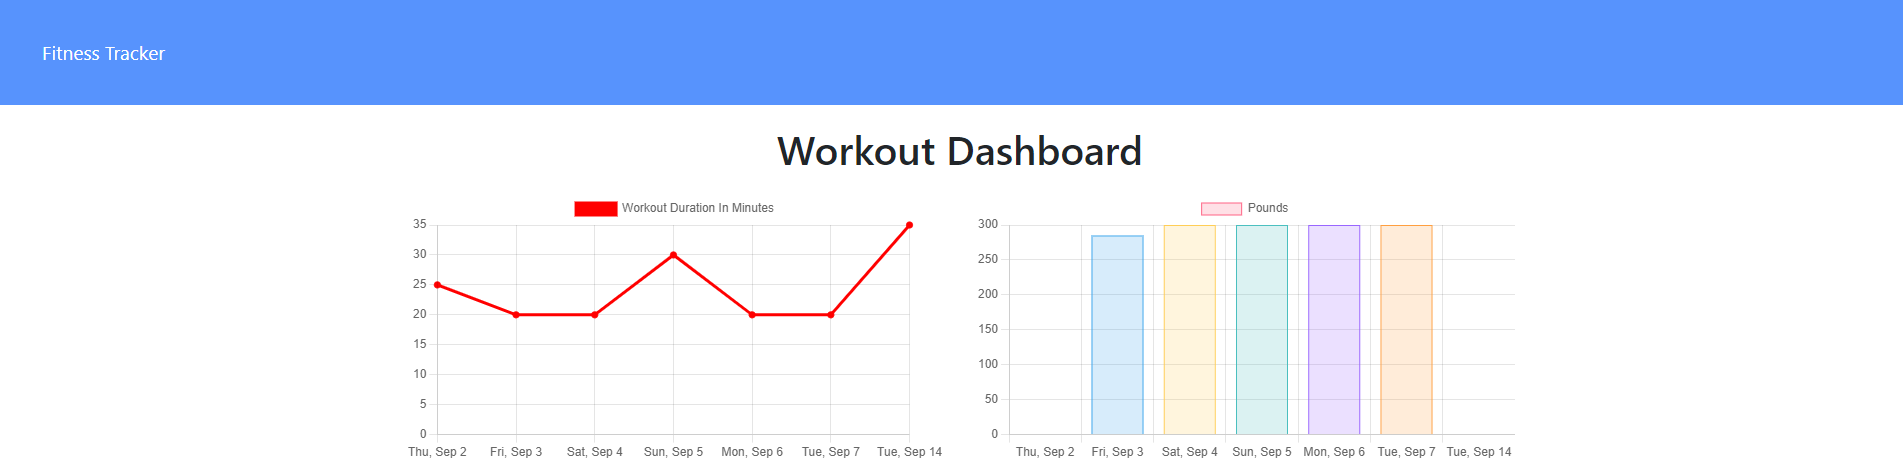 Fitness Tracker
Workout Dashboard
Workout Duration In Minutes
35
30
25
20
15
10
5
0
Thu, Sep 2 Fri, Sep 3 Sat, Sep 4 Sun, Sep 5 Mon, Sep 6 Tue, Sep 7 Tue, Sep 14
Pounds
300
250
200
150
100
50
0
Thu, Sep 2 Fri, Sep 3 Sat, Sep 4 Sun, Sep 5 Mon, Sep 6 Tue, Sep 7 Tue, Sep 14